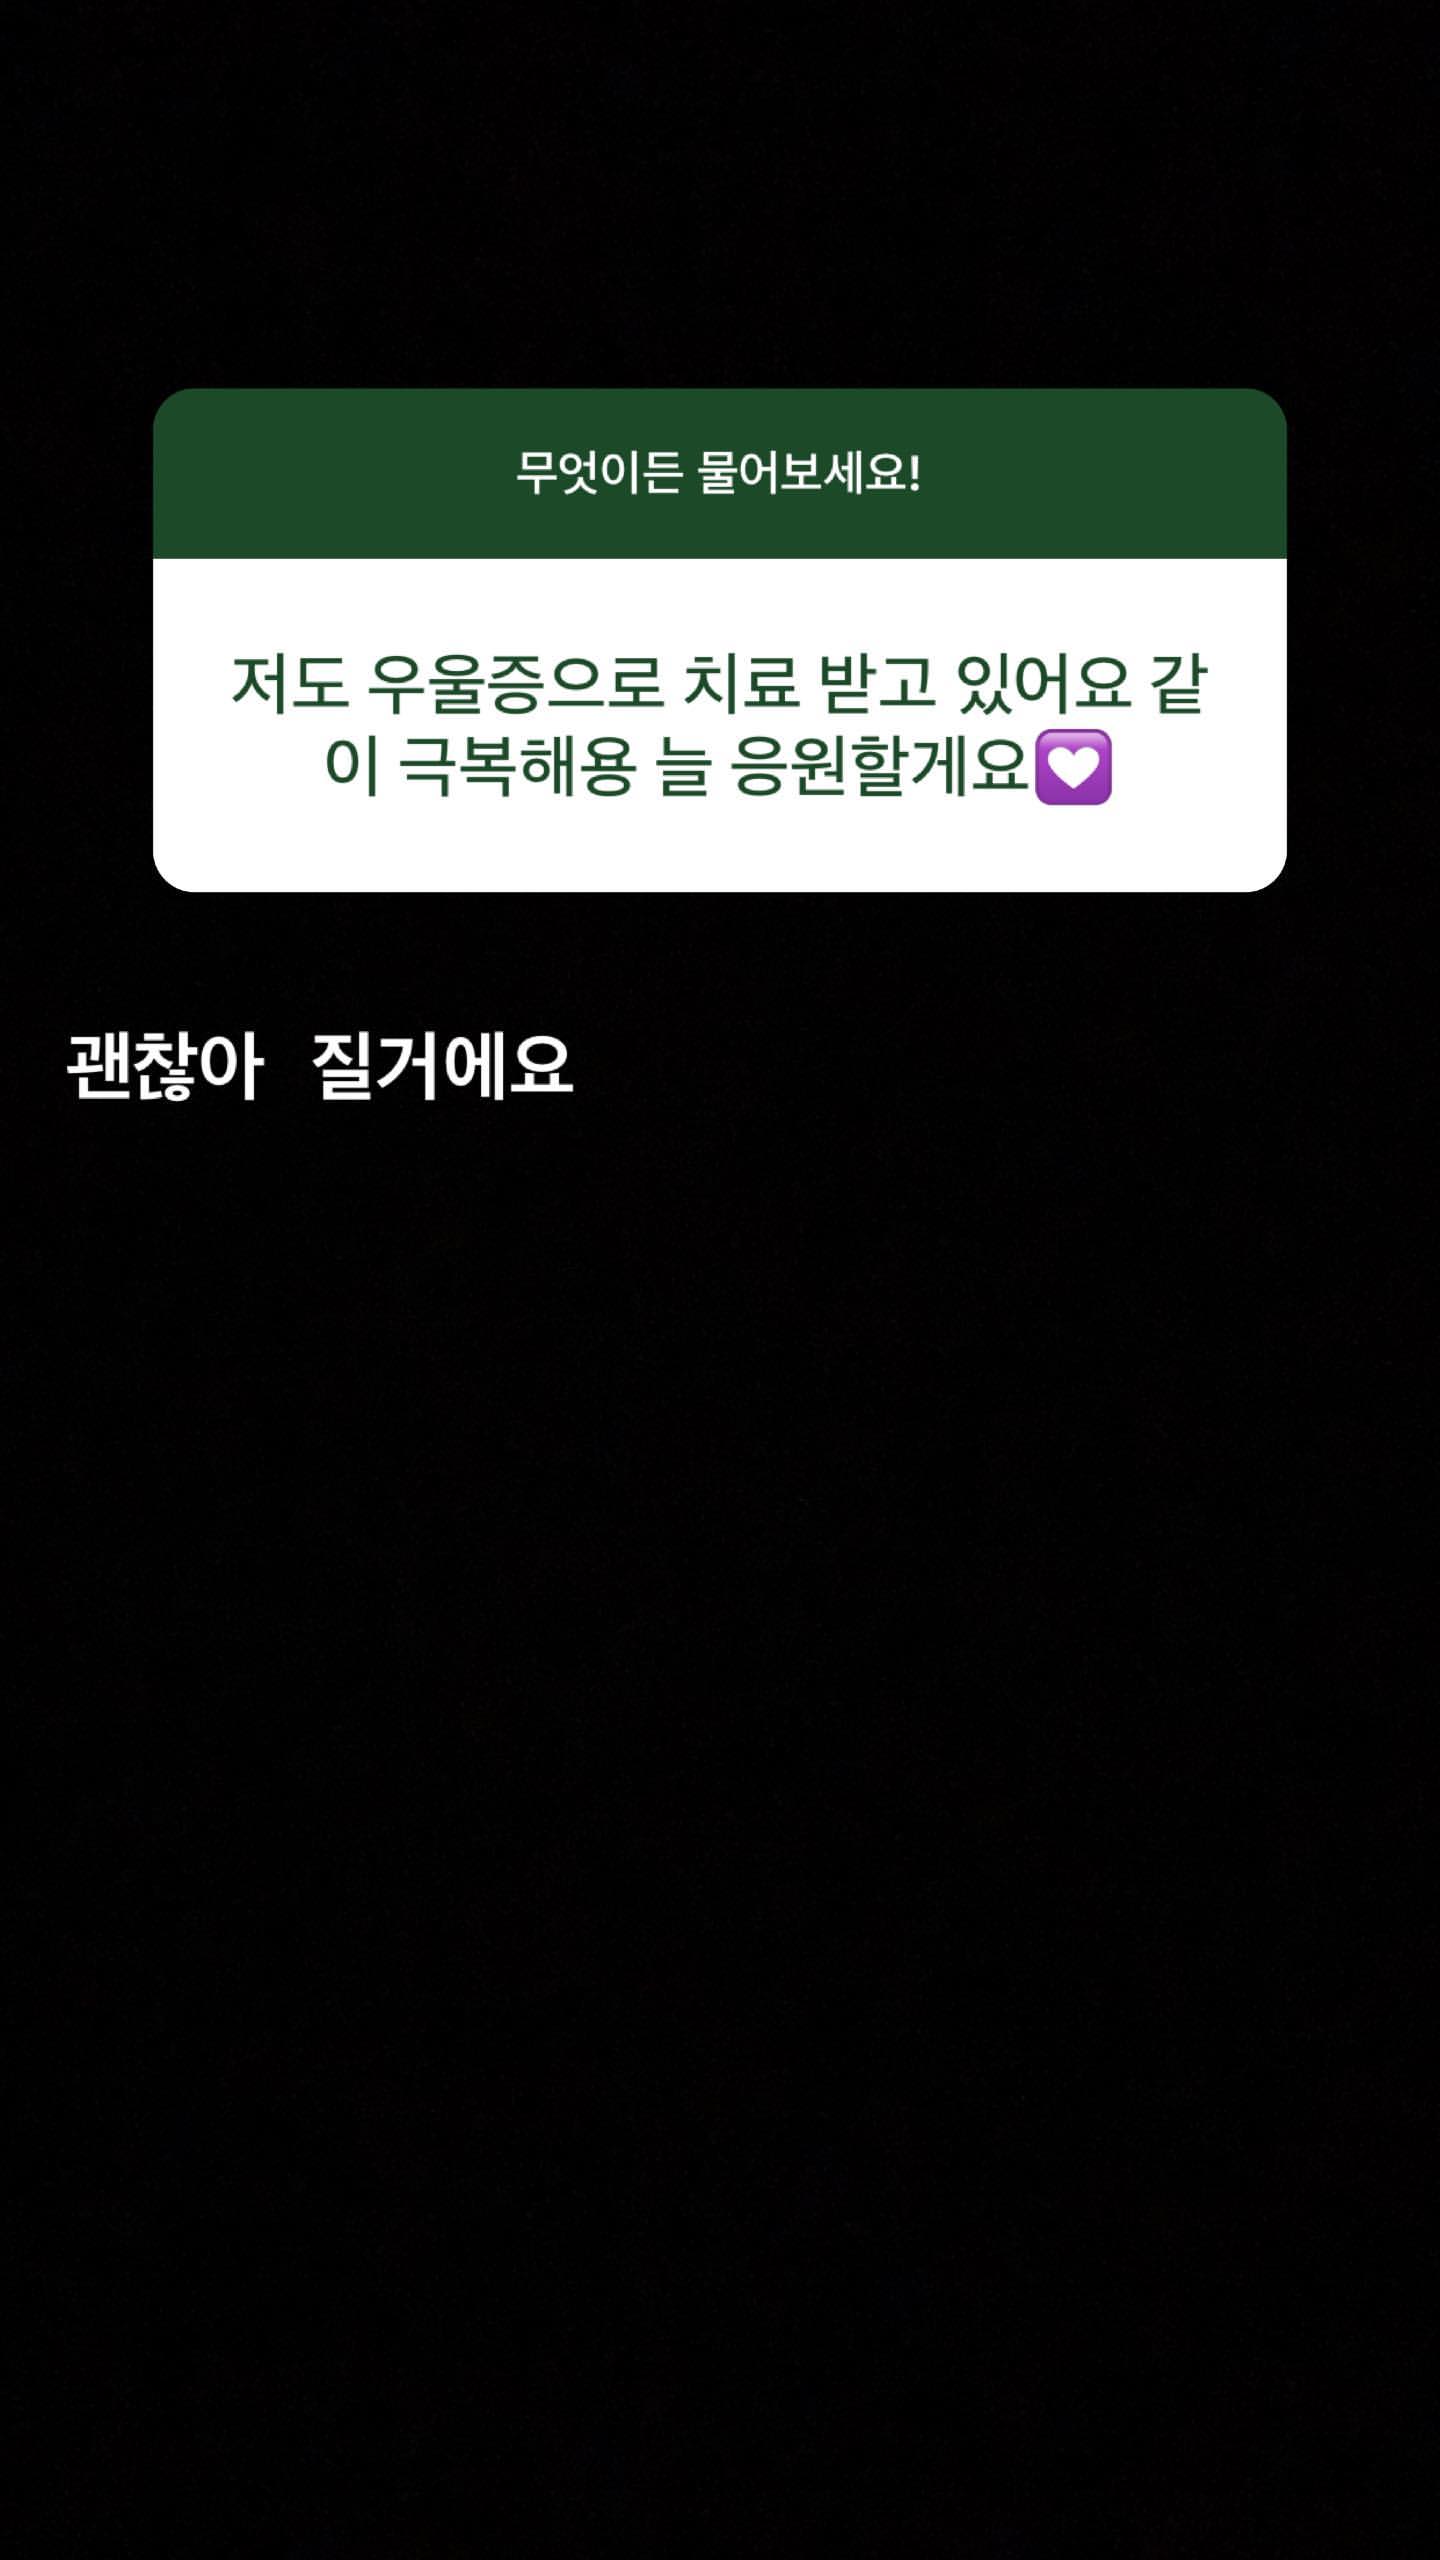 무엇이든 물어보세요!
저도 우울증으로 치료 받고 있어요 같
이 극복해용 늘 응원할게요💟
괜찮아 질거에요